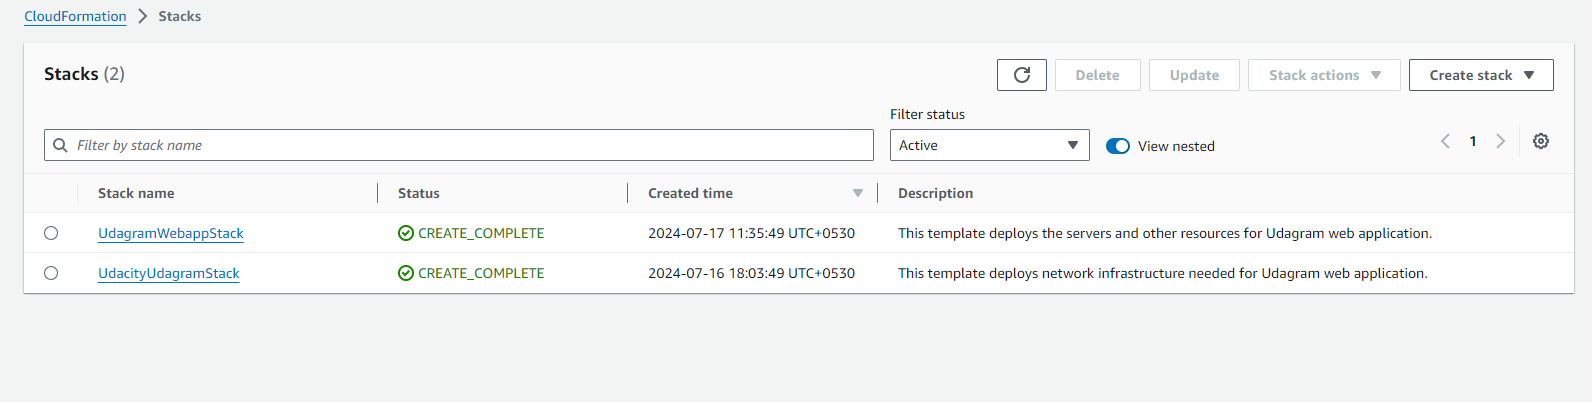 CloudFormation > Stacks
Stacks (2)
Delete
Update
Stack actions
Create stack
Filter status
Filter by stack name
Active
View nested
1
Stack name Status Created time Description
UdagramWebappStack CREATE_COMPLETE 2024-07-17 11:35:49 UTC+0530 This template deploys the servers and other resources for Udagram web application.
UdacityUdagramStack CREATE_COMPLETE 2024-07-16 18:03:49 UTC+0530 This template deploys network infrastructure needed for Udagram web application.